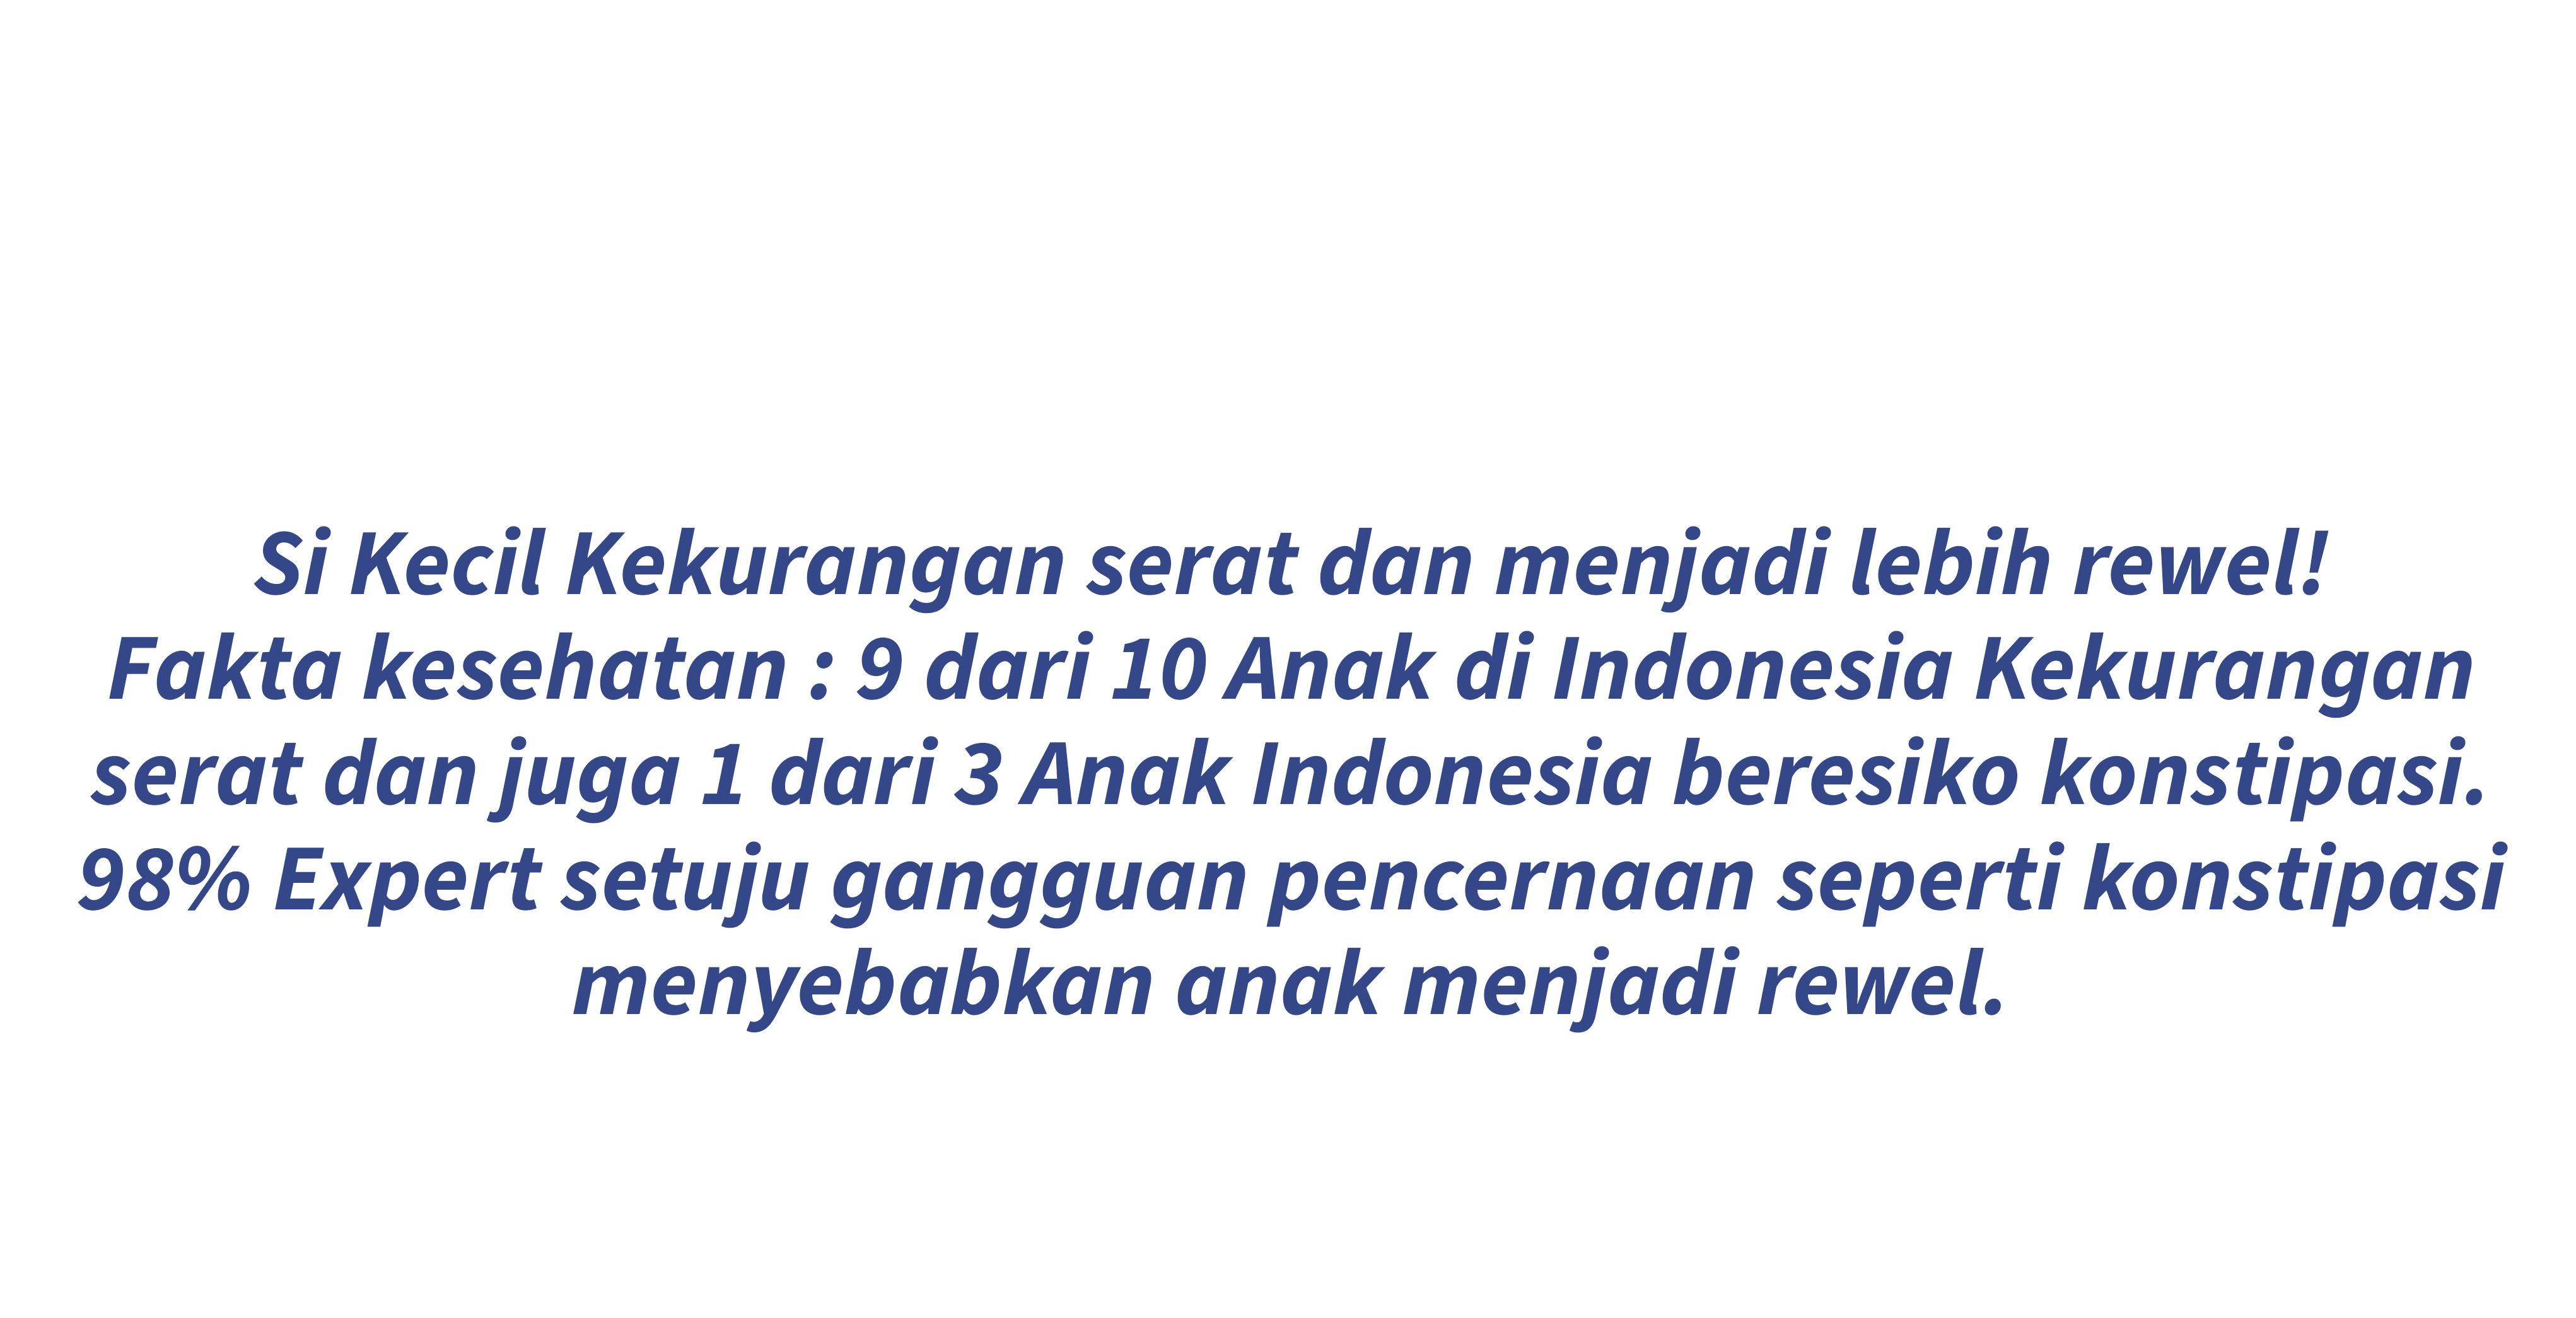 Si Kecil Kekurangan serat dan menjadi lebih rewel!
Fakta kesehatan : 9 dari 10 Anak di Indonesia Kekurangan
serat dan juga 1 dari 3 Anak Indonesia beresiko konstipasi.
98% Expert setuju gangguan pencernaan seperti konstipasi
menyebabkan anak menjadi rewel.